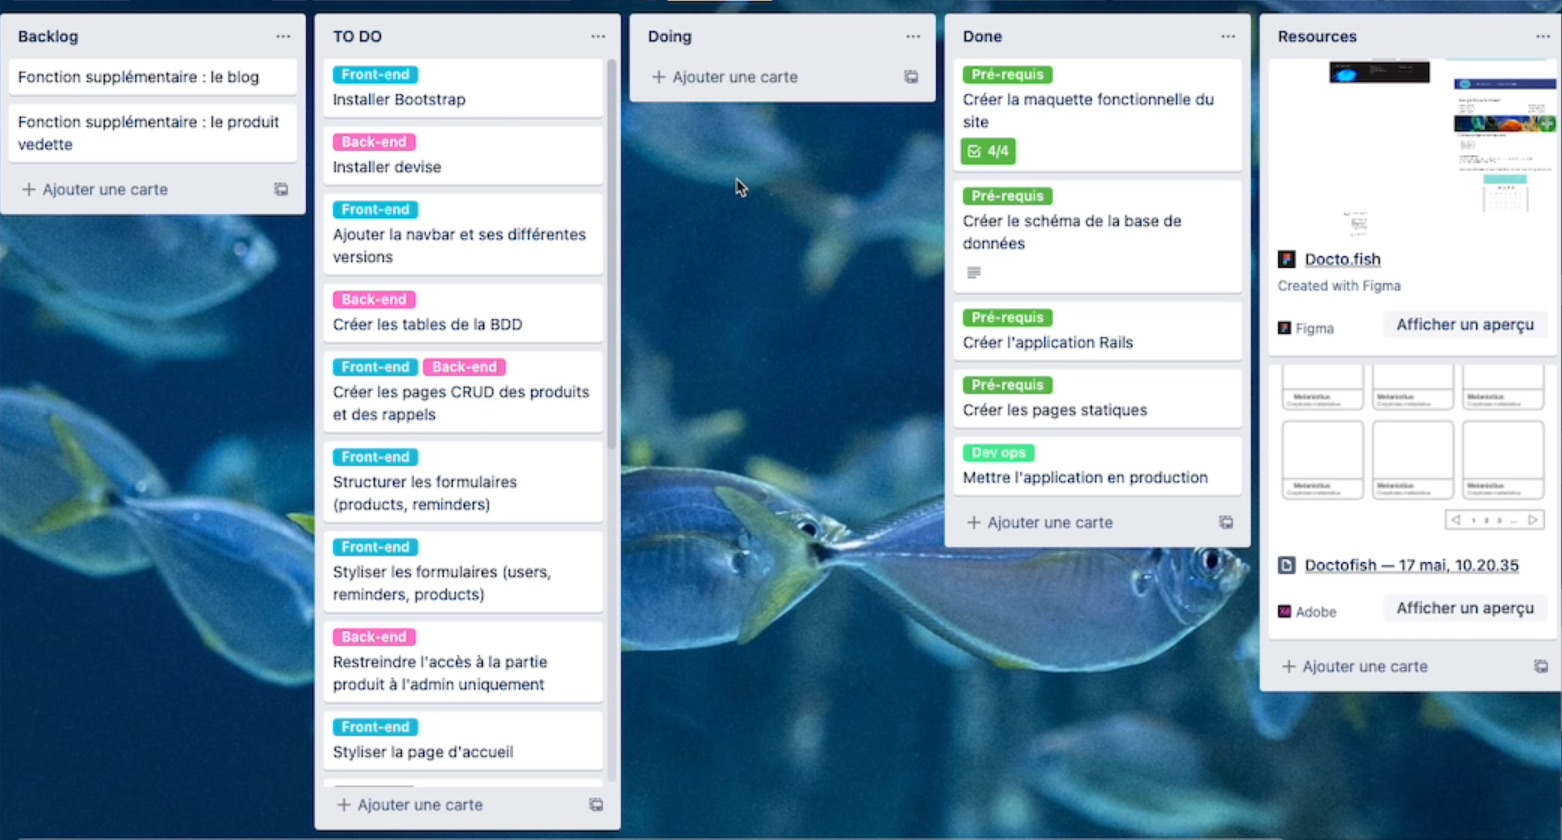 Backlog
Fonction supplémentaire : le blog
Fonction supplémentaire : le produit
vedette
Ajouter une carte
TO DO
Front-end
Installer Bootstrap
Back-end
Installer devise
Front-end
Ajouter la navbar et ses différentes
versions
Back-end
Créer les tables de la BDD
Front-end Back-end
Créer les pages CRUD des produits
et des rappels
Front-end
Structurer les formulaires
(products, reminders)
Front-end
Styliser les formulaires (users,
reminders, products)
Back-end
Restreindre l'accès à la partie
produit à l'admin uniquement
Front-end
Styliser la page d'accueil
Ajouter une carte
Doing
Ajouter une carte
Done
Pré-requis
Créer la maquette fonctionnelle du
site
4/4
Pré-requis
Créer le schéma de la base de
données
Pré-requis
Créer l'application Rails
Pré-requis
Créer les pages statiques
Dev ops
Mettre l'application en production
Ajouter une carte
Resources
Docto.fish
Created with Figma
Figma
Afficher un aperçu
Doctofish — 17 mai, 10.20.35
Adobe
Afficher un aperçu
Ajouter une carte